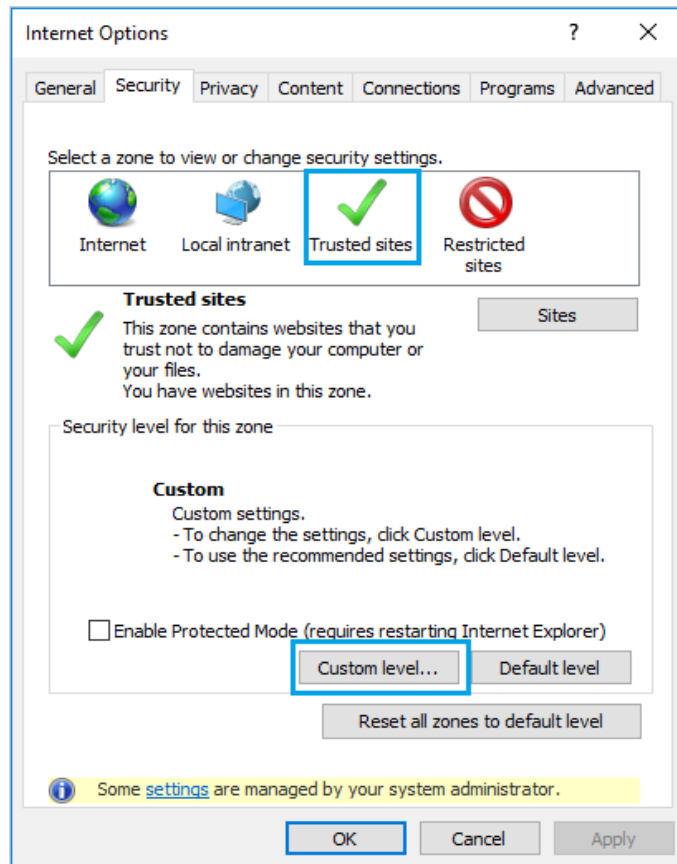 Internet Options
?
General Security Privacy Content Connections Programs Advanced
Select a zone to view or change security settings.
Internet Local intranet Trusted sites Restricted
sites
Trusted sites
Sites
This zone contains websites that you
trust not to damage your computer or
your files.
You have websites in this zone.
Security level for this zone
Custom
Custom settings.
- To change the settings, click Custom level.
- To use the recommended settings, click Default level.
Enable Protected Mode (requires restarting Internet Explorer)
Custom level... Default level
Reset all zones to default level
Some settings are managed by your system administrator.
OK Cancel Apply